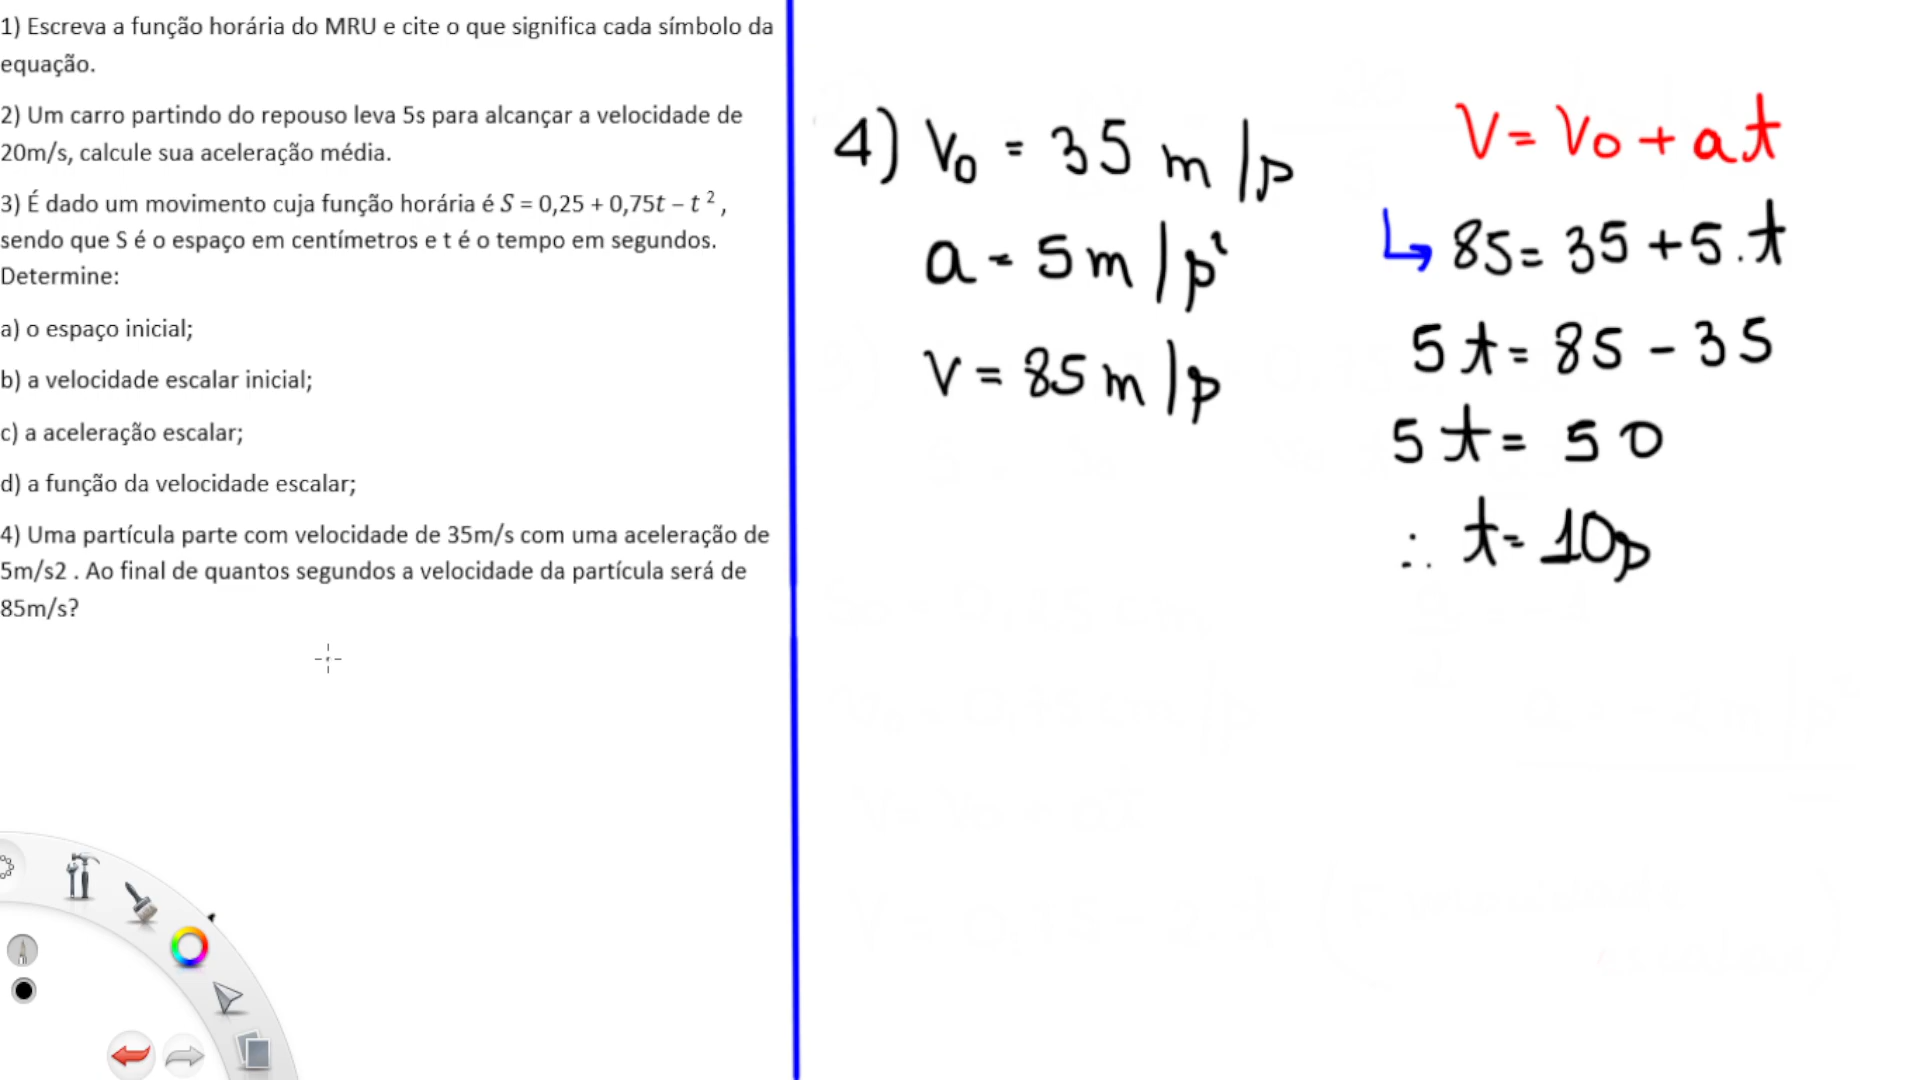 1) Escreva a função horária do MRU e cite o que significa cada símbolo da
equação.
2) Um carro partindo do repouso leva 5s para alcançar a velocidade de
20m/s, calcule sua aceleração média.
3) É dado um movimento cuja função horária é S = 0,25 + 0,75t – t ² ,
sendo que S é o espaço em centímetros e t é o tempo em segundos.
Determine:
a) o espaço inicial;
b) a velocidade escalar inicial;
c) a aceleração escalar;
d) a função da velocidade escalar;
4) Uma partícula parte com velocidade de 35m/s com uma aceleração de
5m/s2 . Ao final de quantos segundos a velocidade da partícula será de
85m/s?
4) V₀ = 35 m/s
a = 5 m/s²
V = 85 m/s
V = V₀ + at
↳ 85 = 35 + 5 . t
5t = 85 - 35
5t = 50
∴ t = 10s